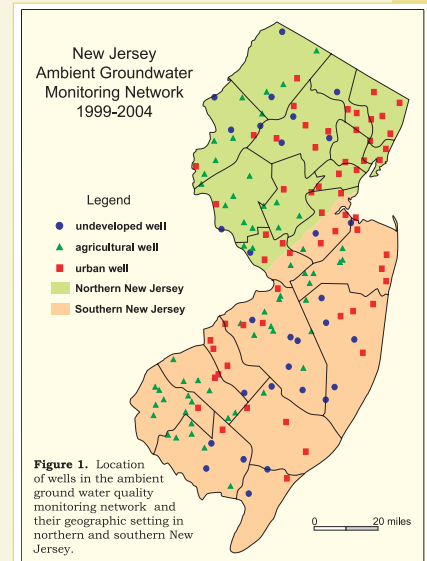 New Jersey
Ambient Groundwater
Monitoring Network
1999-2004
Legend
undeveloped well
agricultural well
urban well
Northern New Jersey
Southern New Jersey
Figure 1. Location
of wells in the ambient
ground water quality
monitoring network and
their geographic setting in
northern and southern New
Jersey.
0 20 miles